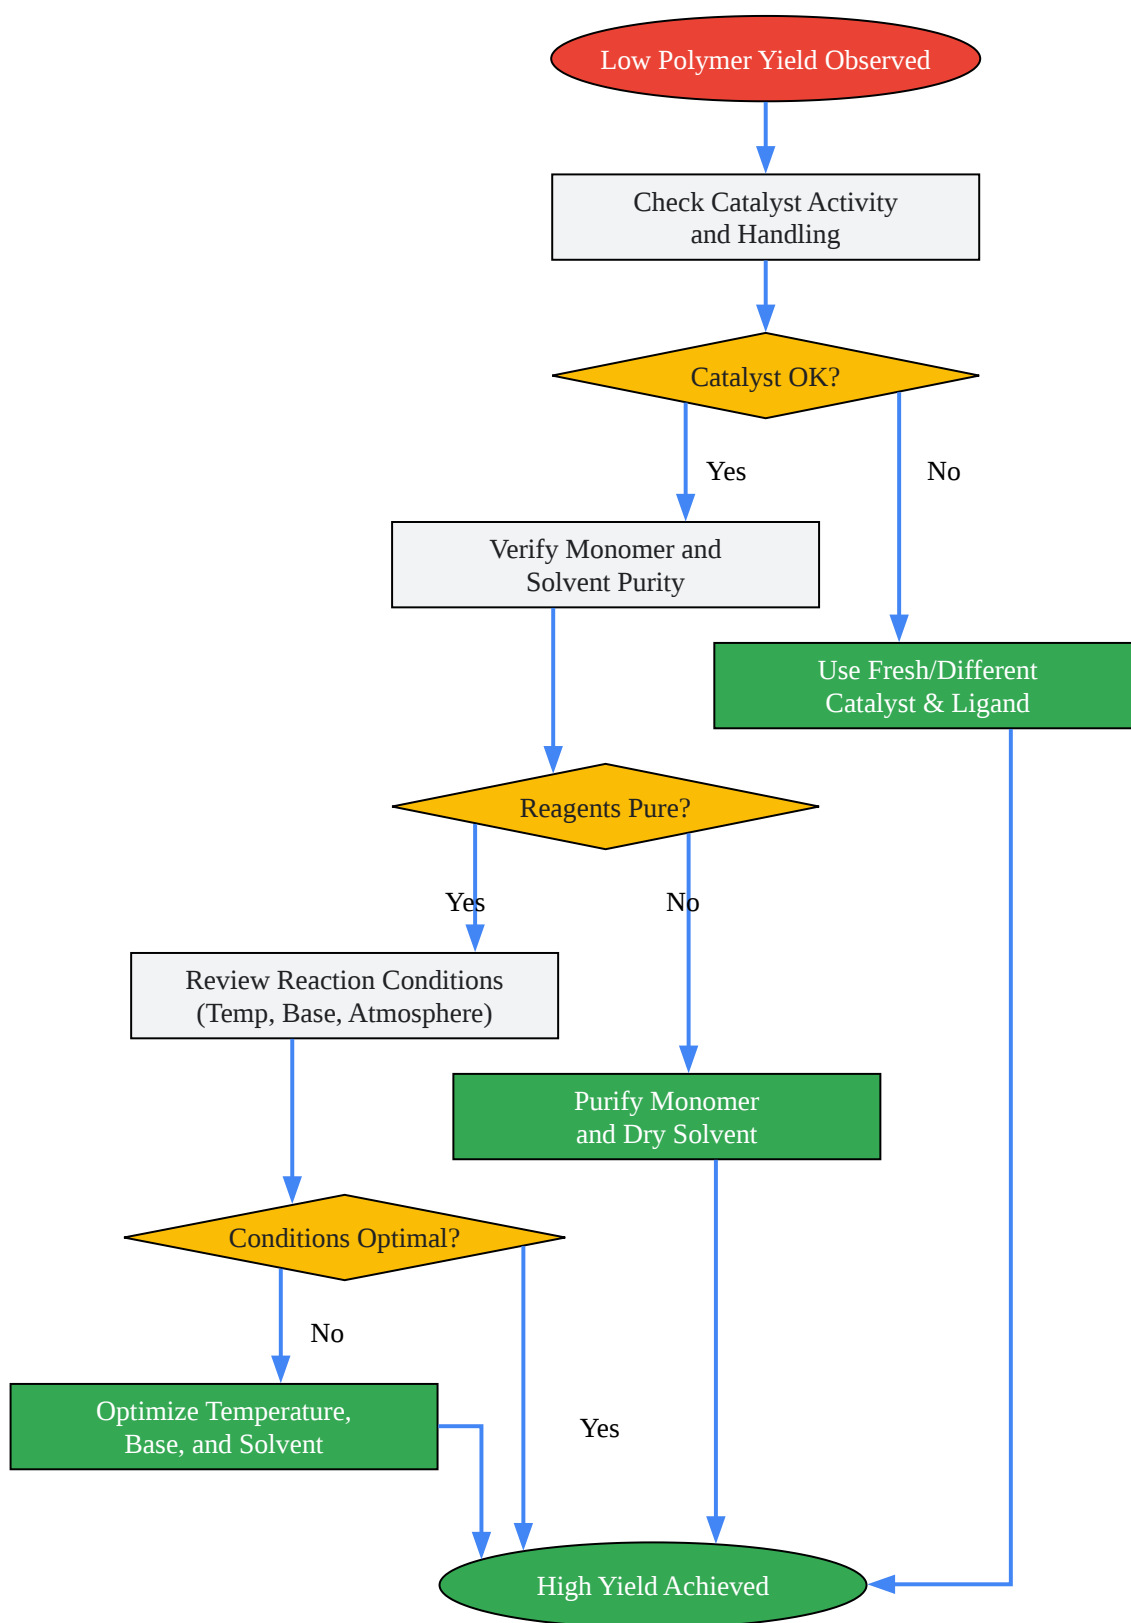 Low Polymer Yield Observed
Check Catalyst Activity
and Handling
Catalyst OK?
Yes
No
Verify Monomer and
Solvent Purity
Use Fresh/Different
Catalyst & Ligand
Reagents Pure?
Yes
No
Review Reaction Conditions
(Temp, Base, Atmosphere)
Purify Monomer
and Dry Solvent
Conditions Optimal?
No
Optimize Temperature,
Base, and Solvent
Yes
High Yield Achieved